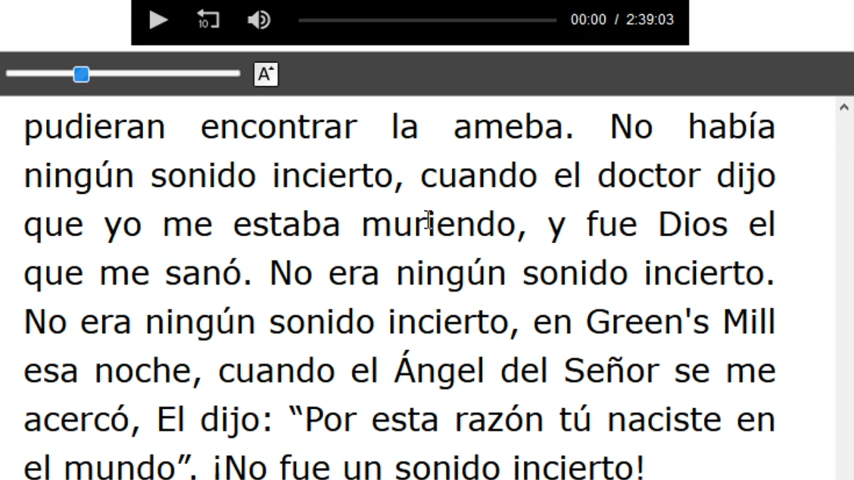 10
00:00 / 2:39:03
A
pudieran encontrar la ameba. No había
ningún sonido incierto, cuando el doctor dijo
que yo me estaba muriendo, y fue Dios el
que me sanó. No era ningún sonido incierto.
No era ningún sonido incierto, en Green's Mill
esa noche, cuando el Ángel del Señor se me
acercó, El dijo: “Por esta razón tú naciste en
el mundo”. ¡No fue un sonido incierto!